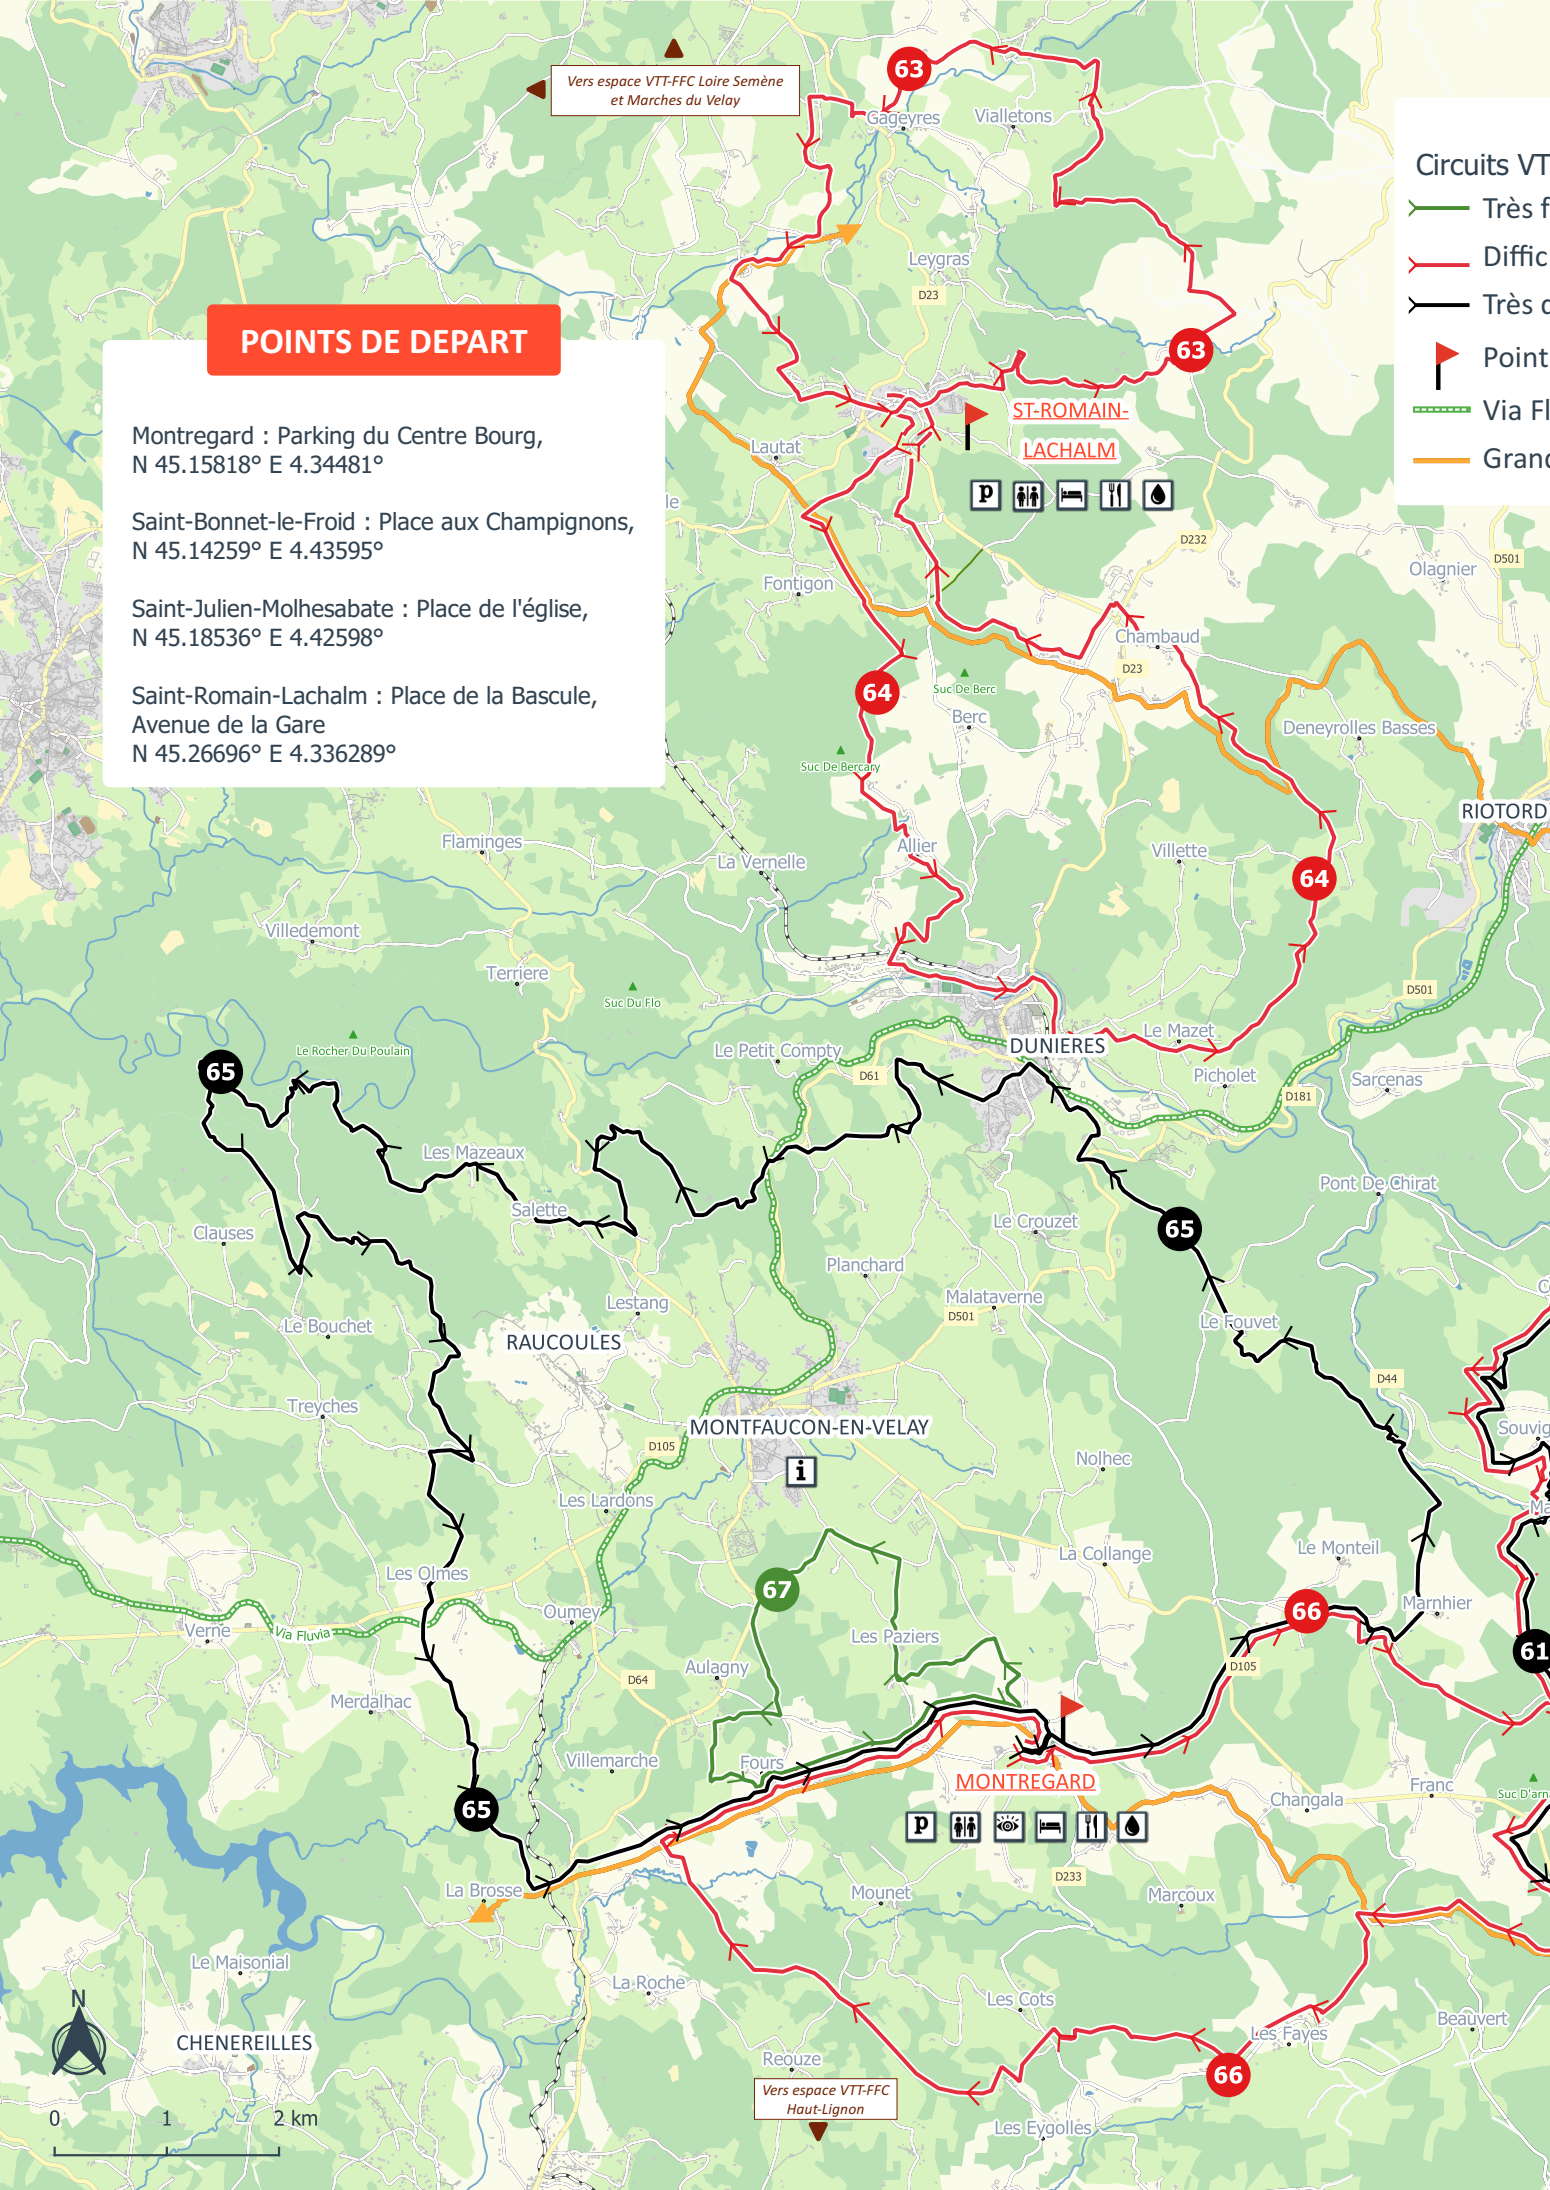 Vers espace VTT-FFC Loire Semène
et Marches du Velay
63
Gageyres
Vialletons
Circuits VT
Très f
Diffic
Très d
Point
Via Fl
Grand
Leygras
D23
POINTS DE DEPART
Montregard : Parking du Centre Bourg,
N 45.15818° E 4.34481°
Saint-Bonnet-le-Froid : Place aux Champignons,
N 45.14259° E 4.43595°
Saint-Julien-Molhesabate : Place de l'église,
N 45.18536° E 4.42598°
Saint-Romain-Lachalm : Place de la Bascule,
Avenue de la Gare
N 45.26696° E 4.336289°
63
ST-ROMAIN-
LACHALM
Lautat
le
P
D232
D501
Olagnier
Fontigon
Chambaud
D23
64
Suc De Berc
Berc
Deneyrolles Basses
Suc De Bercary
RIOTORD
Flaminges
Allier
La Vernelle
Villette
64
Villedemont
Terriere
Suc Du Flo
D501
Le Mazet
DUNIERES
Le Rocher Du Poulain
Le Petit Compty
65
D61
Picholet
Sarcenas
D181
Les Mazeaux
Salette
Pont De Chirat
Clauses
Le Crouzet
65
Planchard
Malataverne
Lestang
D501
Le Fouvet
Le Bouchet
RAUCOULES
D44
Treyches
MONTFAUCON-EN-VELAY
Souvig
D105
i
Nolhec
Les Lardons
Ma
La Collange
Le Monteil
Les Olmes
67
Marnhier
66
Oumey
Verne
Via Fluvia
Les Paziers
61
Aulagny
D64
D105
Merdalhac
Villemarche
Fours
MONTREGARD
Franc
Suc D'arn
Changala
65
P
D233
La Brosse
Mounet
Marcoux
Le Maisonial
La Roche
Les Cots
Beauvert
N
CHENEREILLES
Les Fayes
Reouze
66
Vers espace VTT-FFC
Haut-Lignon
Les Eygolles
0 1 2 km